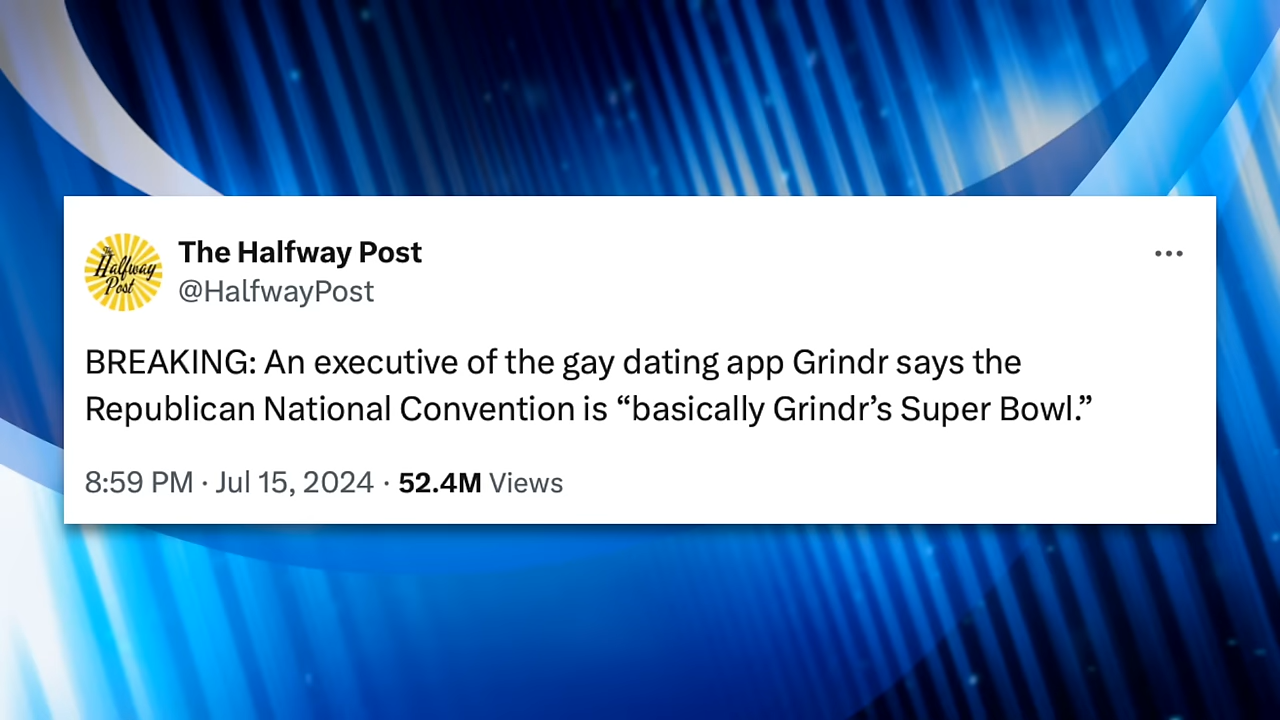 The Halfway Post
The Halfway Post
@HalfwayPost
BREAKING: An executive of the gay dating app Grindr says the
Republican National Convention is “basically Grindr’s Super Bowl.”
8:59 PM · Jul 15, 2024 · 52.4M Views